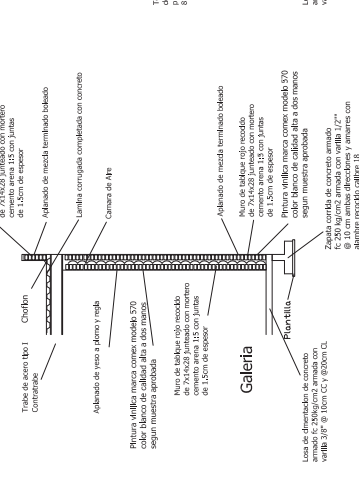 de 7x14x28 junteado con mortero
cemento arena 1:5 con juntas
de 1.5cm de espesor
Aplanado de mezcla terminado boleado
Lamina corrugada completada con concreto
Camara de Aire
Aplanado de mezcla terminado boleado
Muro de tabique rojo recocido
de 7x14x28 junteado con mortero
cemento arena 1:5 con juntas
de 1.5cm de espesor
Pintura vinilica marca comex modelo 570
color blanco de calidad alta a dos manos
segun muestra aprobada
Zapata corrida de concreto armado
fc 250 kg/cm2 armada con varilla 1/2"
@ 10 cm ambas direcciones y amarres con
alambre recocido calibre 18
Choflon
Plantilla
Trabe de acero tipo I
Contratrabe
Aplanado de yeso a plomo y regla
Pintura vinilica marca comex modelo 570
color blanco de calidad alta a dos manos
segun muestra aprobada
Muro de tabique rojo recocido
de 7x14x28 junteado con mortero
cemento arena 1:5 con juntas
de 1.5cm de espesor
Galeria
Losa de cimentacion de concreto
armado fc 250kg/cm2 armada con
varilla 3/8" @ 10cm CC y @20cm CL